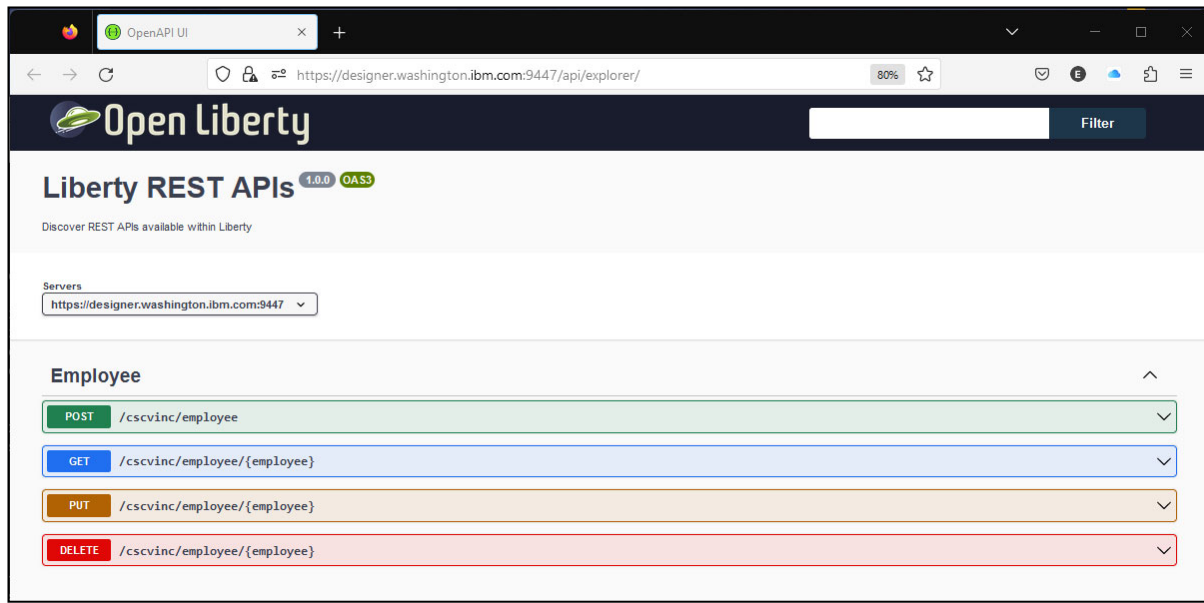 OpenAPI UI
https://designer.washington.ibm.com:9447/api/explorer/
80%
E
Open Liberty
Filter
Liberty REST APIs 1.0.0 OAS3
Discover REST APIs available within Liberty
Servers
https://designer.washington.ibm.com:9447
Employee
POST /cscvinc/employee
GET /cscvinc/employee/{employee}
PUT /cscvinc/employee/{employee}
DELETE /cscvinc/employee/{employee}